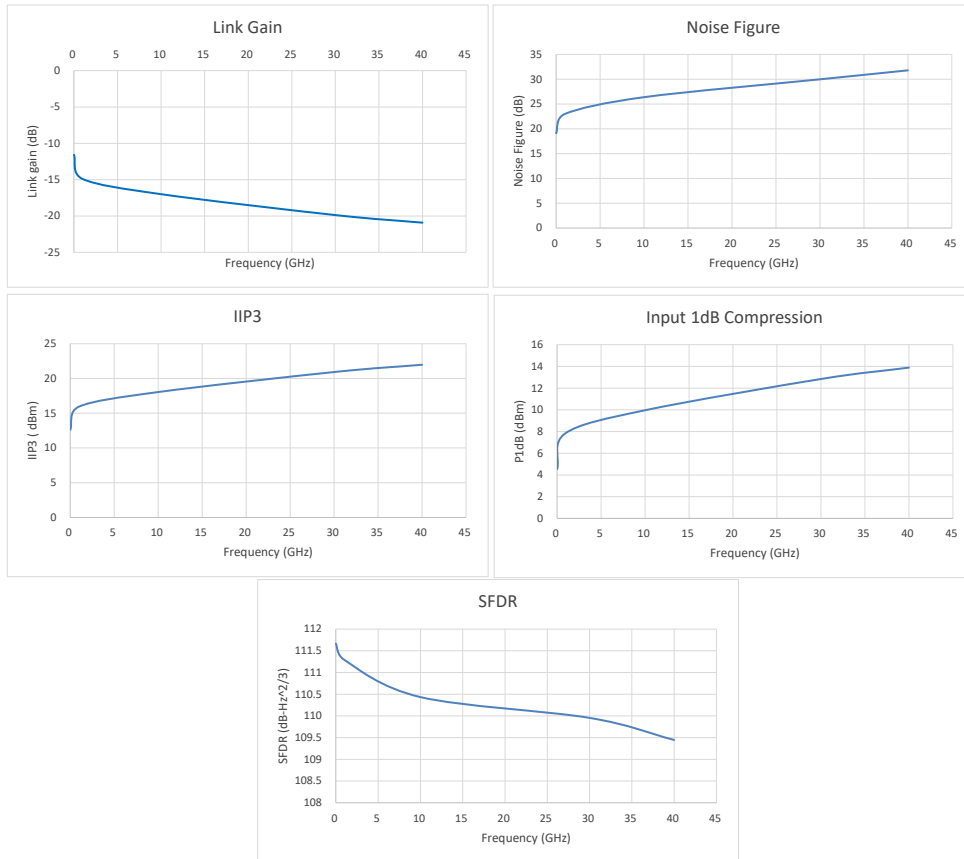 Link Gain
0 5 10 15 20 25 30 35 40 45
0
-5
-10
-15
-20
-25
Link gain (dB)
Frequency (GHz)
Noise Figure
35
30
25
20
15
10
5
0
Noise Figure (dB)
0 5 10 15 20 25 30 35 40 45
Frequency (GHz)
IIP3
25
20
15
10
5
0
IIP3 ( dBm)
0 5 10 15 20 25 30 35 40 45
Frequency (GHz)
Input 1dB Compression
16
14
12
10
8
6
4
2
0
P1dB (dBm)
0 5 10 15 20 25 30 35 40 45
Frequency (GHz)
SFDR
112
111.5
111
110.5
110
109.5
109
108.5
108
SFDR (dB-Hz^2/3)
0 5 10 15 20 25 30 35 40 45
Frequency (GHz)